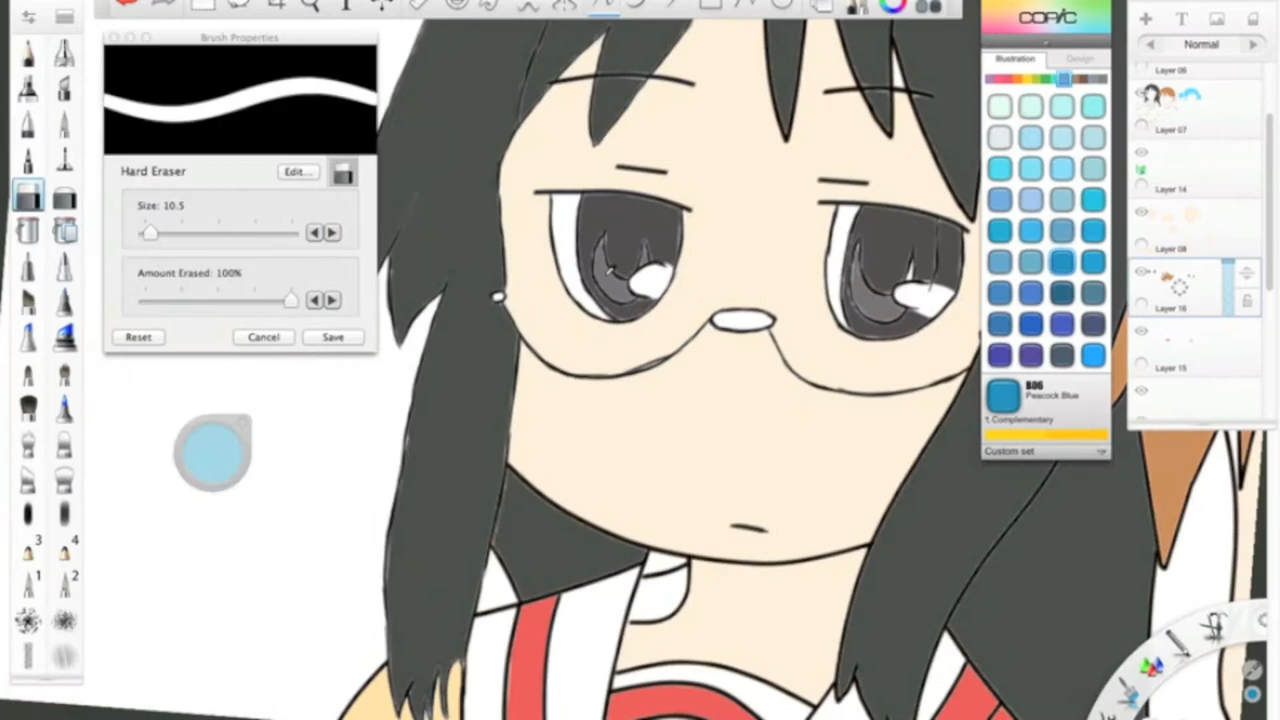 Brush Properties
Hard Eraser
Edit...
Size: 10.5
Amount Erased: 100%
Reset
Cancel
Save
3
4
1
2
COPIC
Illustration
Design
B06
Peacock Blue
1. Complementary
Custom set
T
Normal
Layer 06
Layer 07
Layer 14
Layer 08
Layer 16
Layer 15